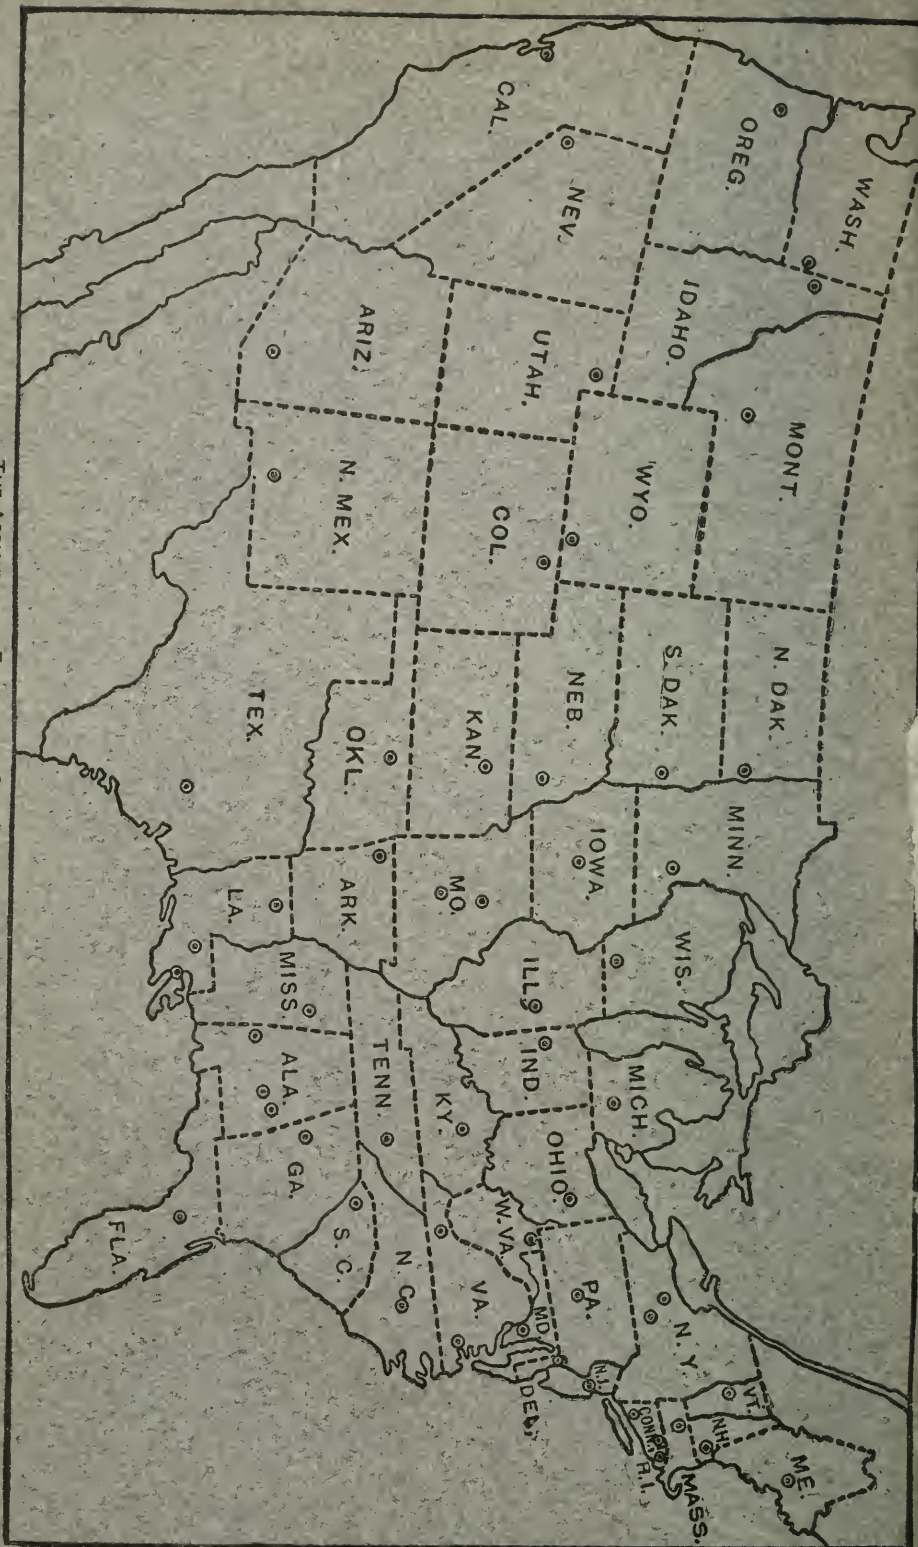 WASH.
OREG.
CAL.
NEV.
IDAHO.
MONT.
WYO.
UTAH.
ARIZ.
COL.
N. MEX.
N. DAK.
S. DAK.
NEB.
KAN.
OKL.
TEX.
MINN.
IOWA.
MO.
ARK.
LA.
WIS.
ILL.
MISS.
MICH.
IND.
OHIO.
KY.
TENN.
ALA.
GA.
FLA.
S. C.
N. C.
VA.
W. VA.
MD.
DEL.
PA.
N. J.
N. Y.
CONN.
R. I.
MASS.
VT.
N.H.
ME.